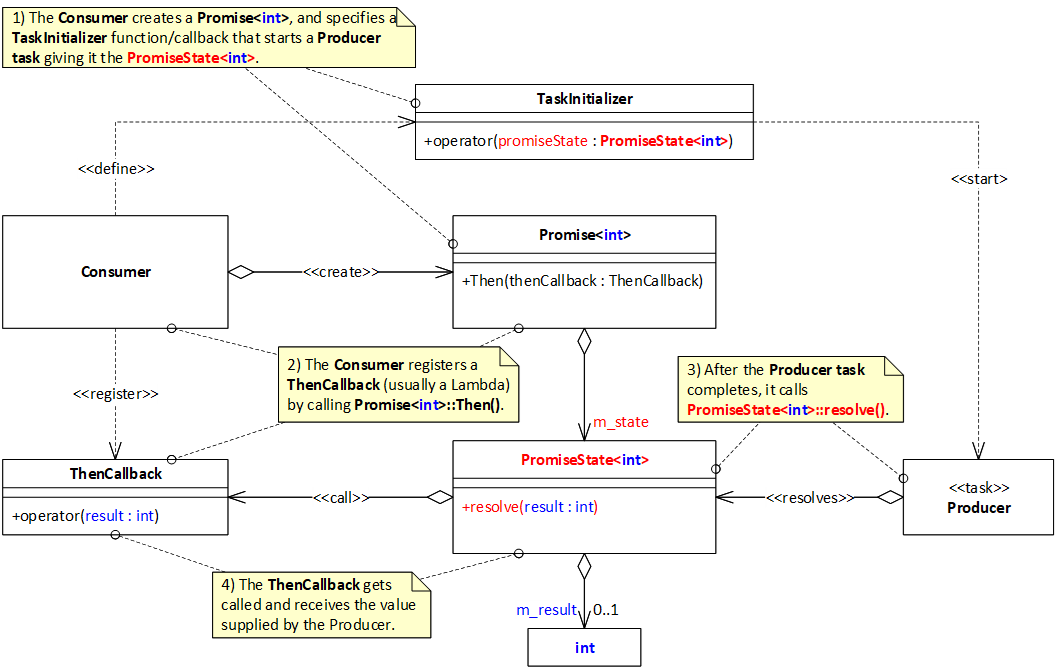 1) The Consumer creates a Promise<int>, and specifies a
TaskInitializer function/callback that starts a Producer
task giving it the PromiseState<int>.
TaskInitializer
+operator(promiseState : PromiseState<int>)
<<define>>
<<start>
Consumer
<<create>>
Promise<int>
+Then(thenCallback : ThenCallback)
2) The Consumer registers a
ThenCallback (usually a Lambda)
by calling Promise<int>::Then().
3) After the Producer task
completes, it calls
PromiseState<int>::resolve().
<<register>>
m_state
ThenCallback
+operator(result : int)
<<call>>
PromiseState<int>
+resolve(result : int)
<<resolves>>
<<task>>
Producer
4) The ThenCallback gets
called and receives the value
supplied by the Producer.
m_result
0..1
int